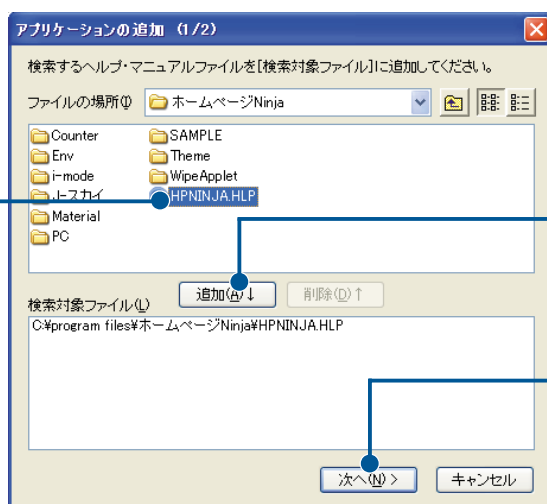 アプリケーションの追加 (1/2)
検索するヘルプ・マニュアルファイルを[検索対象ファイル]に追加してください。
ファイルの場所(I) ホームページNinja
Counter SAMPLE
Env Theme
i-mode WipeApplet
J-スカイ HPNINJA.HLP
Material
PC
追加(A)↓ 削除(D)↑
検索対象ファイル(L)
C:¥program files¥ホームページNinja¥HPNINJA.HLP
次へ(N) > キャンセル